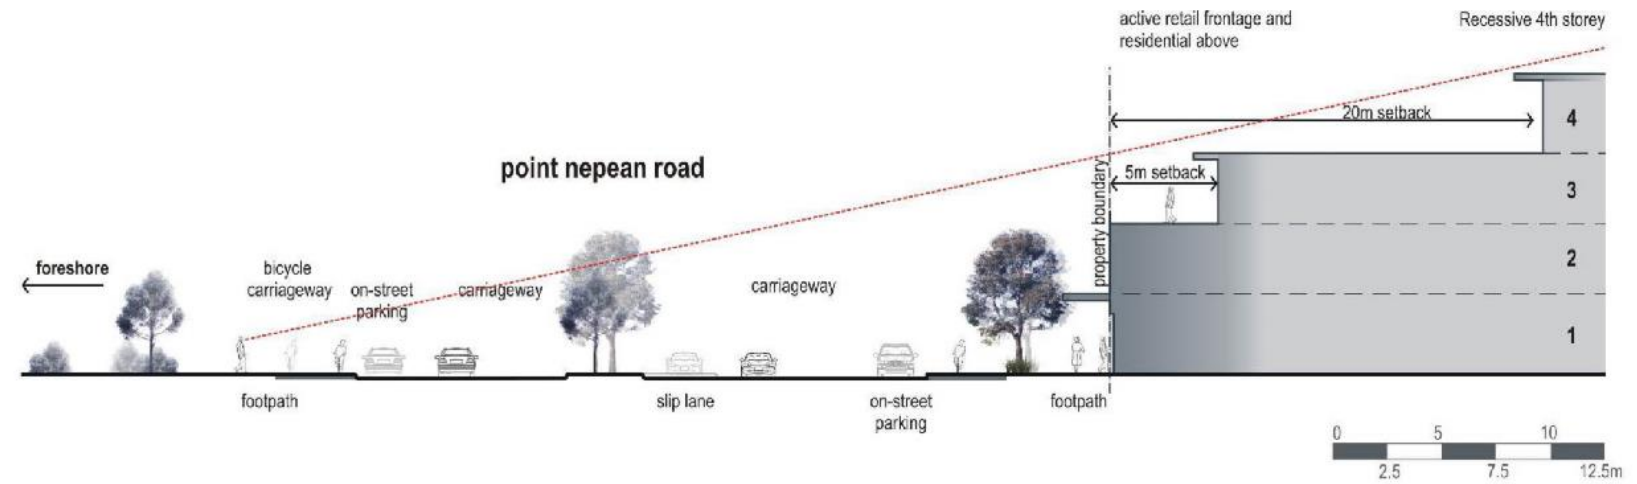 active retail frontage and
residential above
Recessive 4th storey
20m setback
4
point nepean road
property boundary
5m setback
3
foreshore
bicycle
carriageway
on-street
parking
carriageway
carriageway
2
1
footpath
slip lane
on-street
parking
footpath
0 5 10
2.5 7.5 12.5m